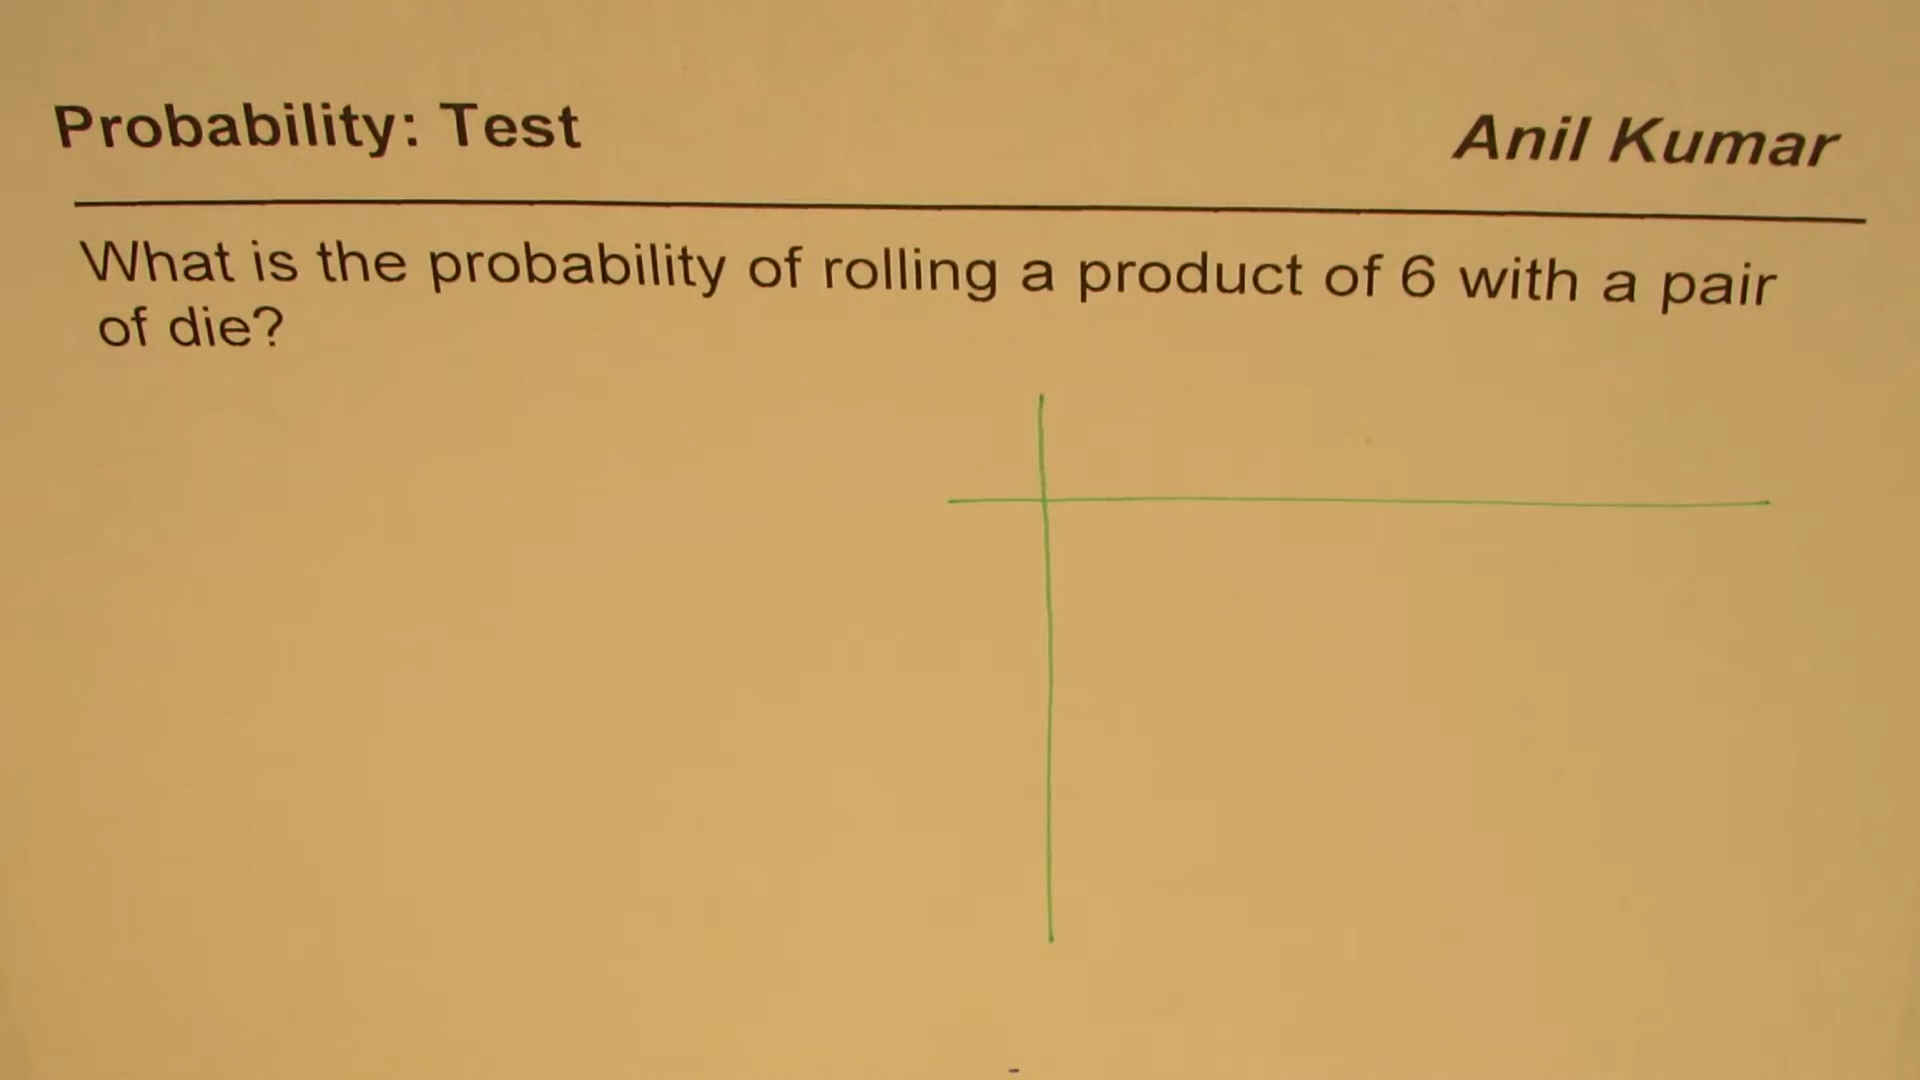 Probability: Test
Anil Kumar
What is the probability of rolling a product of 6 with a pair
of die?